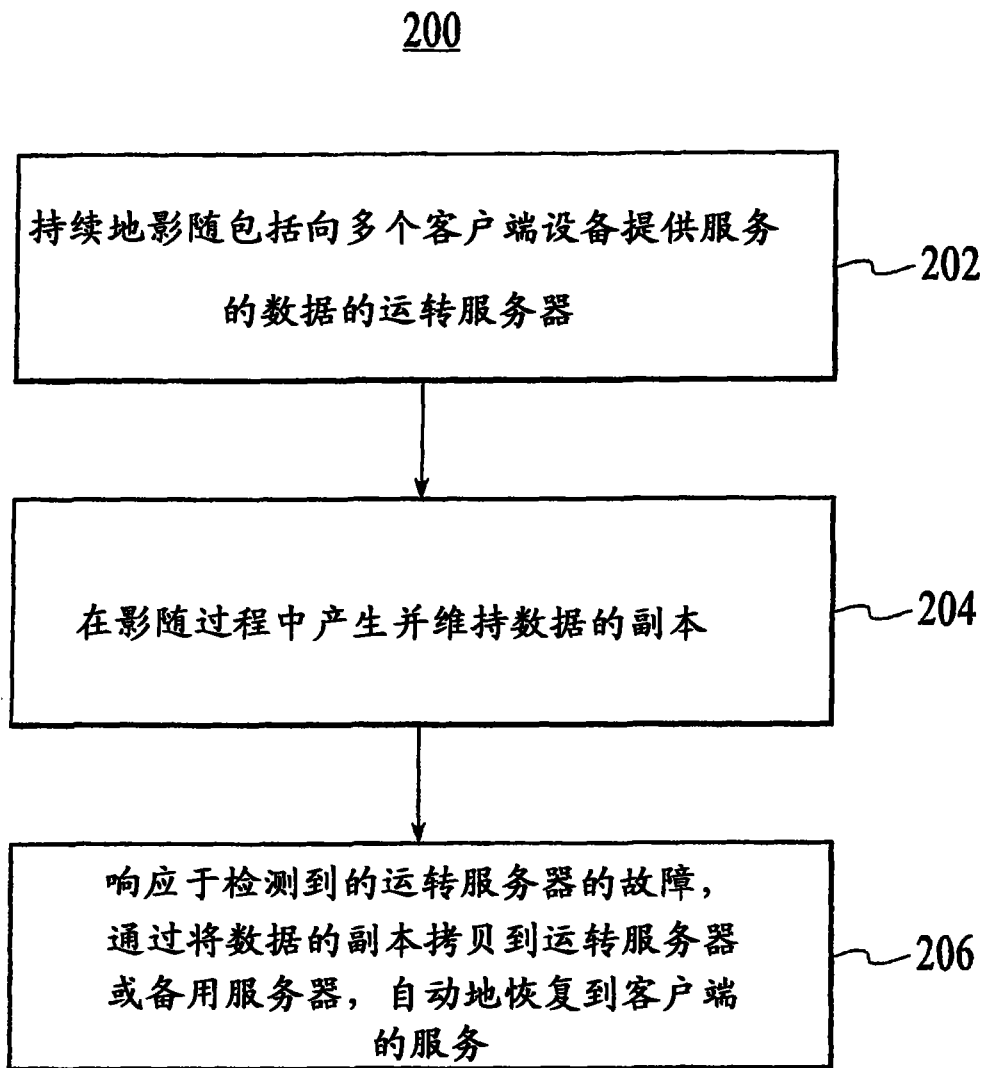 200
持续地影随包括向多个客户端设备提供服务
的数据的运转服务器
202
在影随过程中产生并维持数据的副本
204
响应于检测到的运转服务器的故障，
通过将数据的副本拷贝到运转服务器
或备用服务器，自动地恢复到客户端
的服务
206